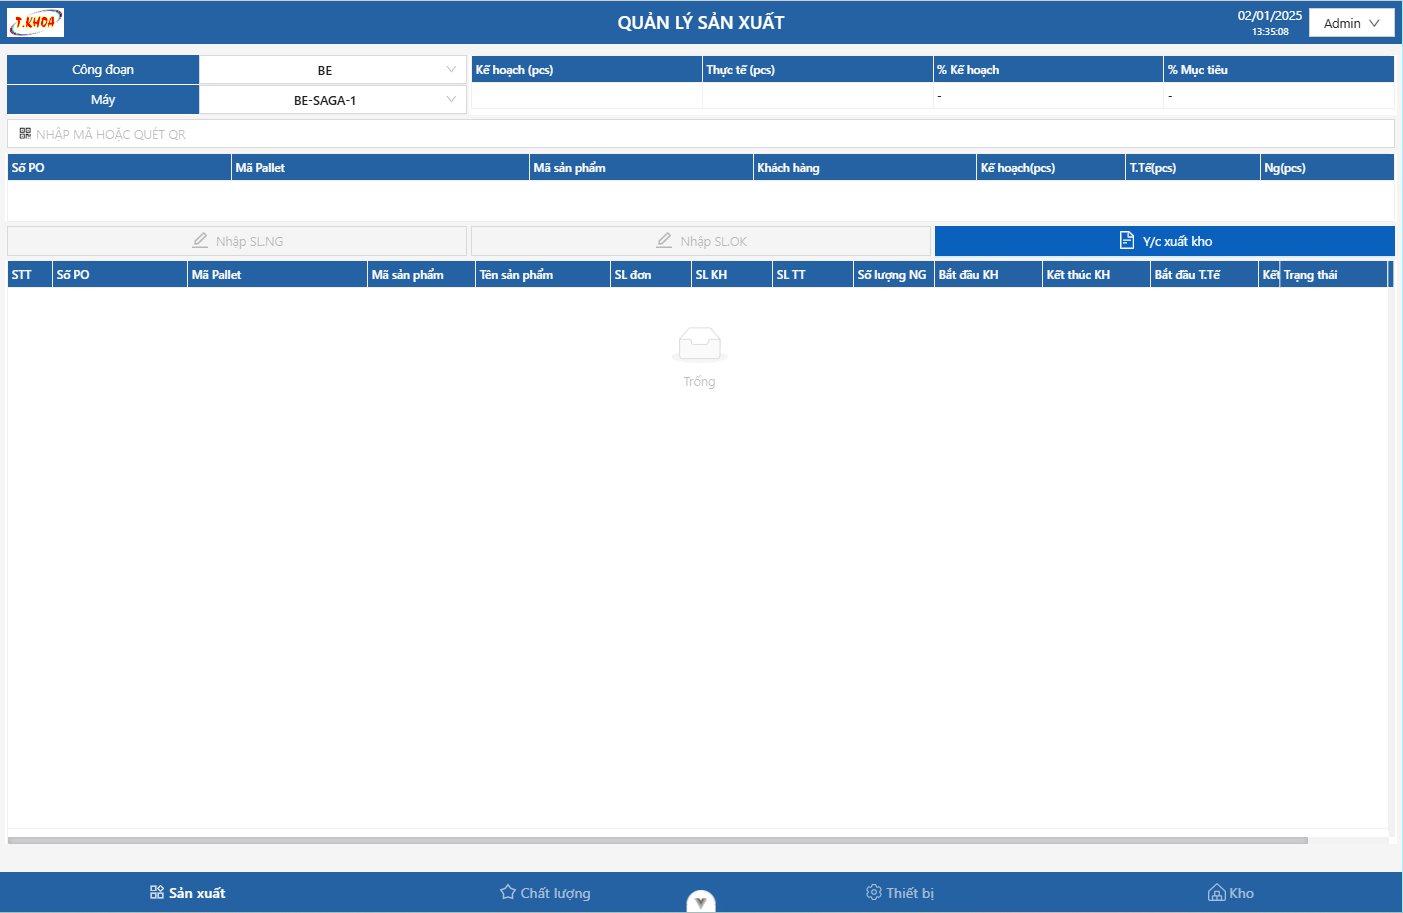 T.KHOA
QUẢN LÝ SẢN XUẤT
02/01/2025
13:35:08
Admin
Công đoạn
BE
Máy
BE-SAGA-1
Kế hoạch (pcs) Thực tế (pcs) % Kế hoạch % Mục tiêu
- -
NHẬP MÃ HOẶC QUÉT QR
Số PO Mã Pallet Mã sản phẩm Khách hàng Kế hoạch(pcs) T.Tế(pcs) Ng(pcs)
Nhập SL.NG Nhập SL.OK Y/c xuất kho
STT Số PO Mã Pallet Mã sản phẩm Tên sản phẩm SL đơn SL KH SL TT Số lượng NG Bắt đầu KH Kết thúc KH Bắt đầu T.Tế Kết Trạng thái
Trống
Sản xuất Chất lượng Thiết bị Kho